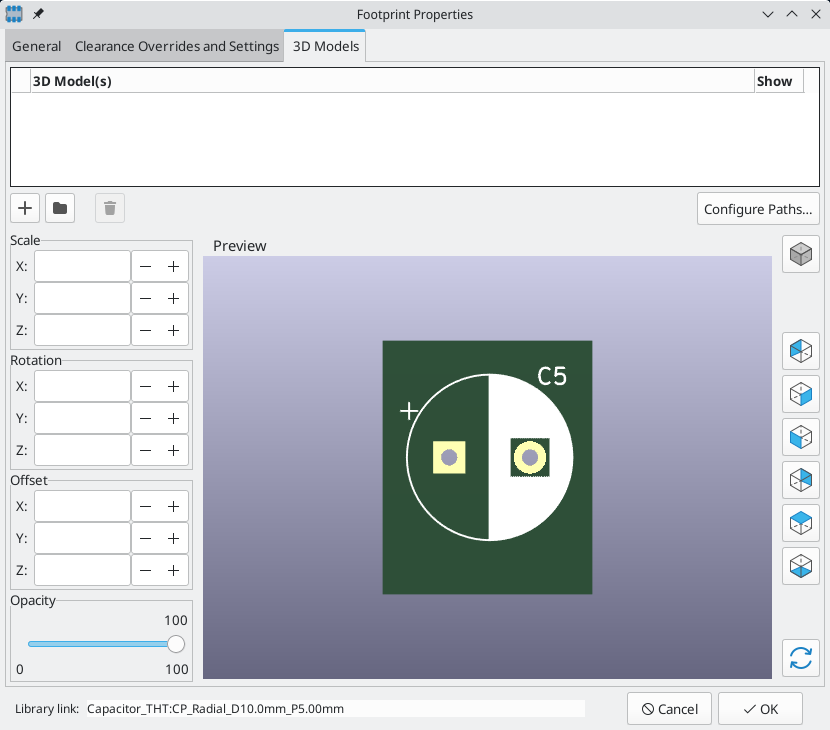 Footprint Properties
General Clearance Overrides and Settings 3D Models
3D Model(s) Show
Configure Paths...
Scale
X:
Y:
Z:
Rotation
X:
Y:
Z:
Offset
X:
Y:
Z:
Opacity
100
0 100
Preview
C5
+
Library link: Capacitor_THT:CP_Radial_D10.0mm_P5.00mm
Cancel OK